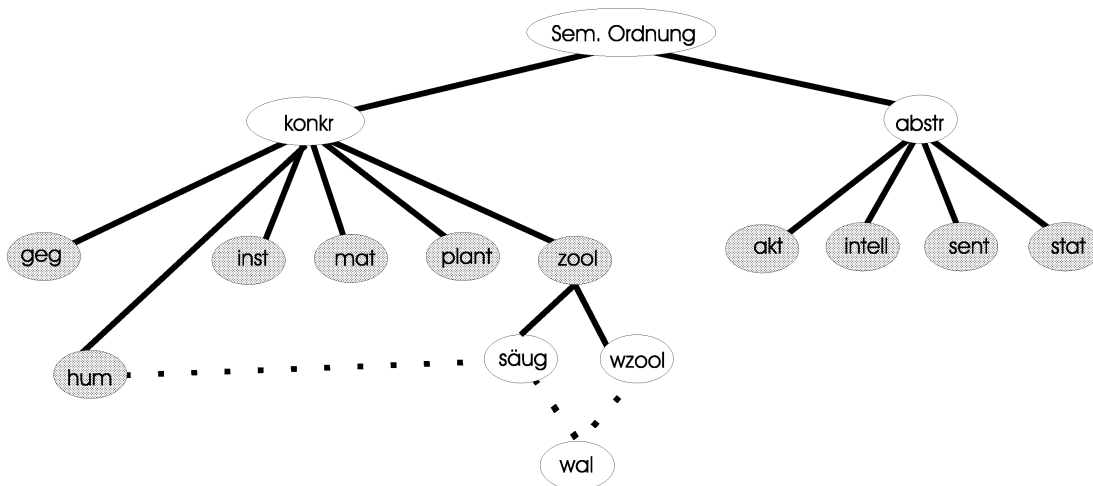 Sem. Ordnung
konkr
abstr
geg
inst
mat
plant
zool
akt
intell
sent
stat
hum
säug
wzool
wal